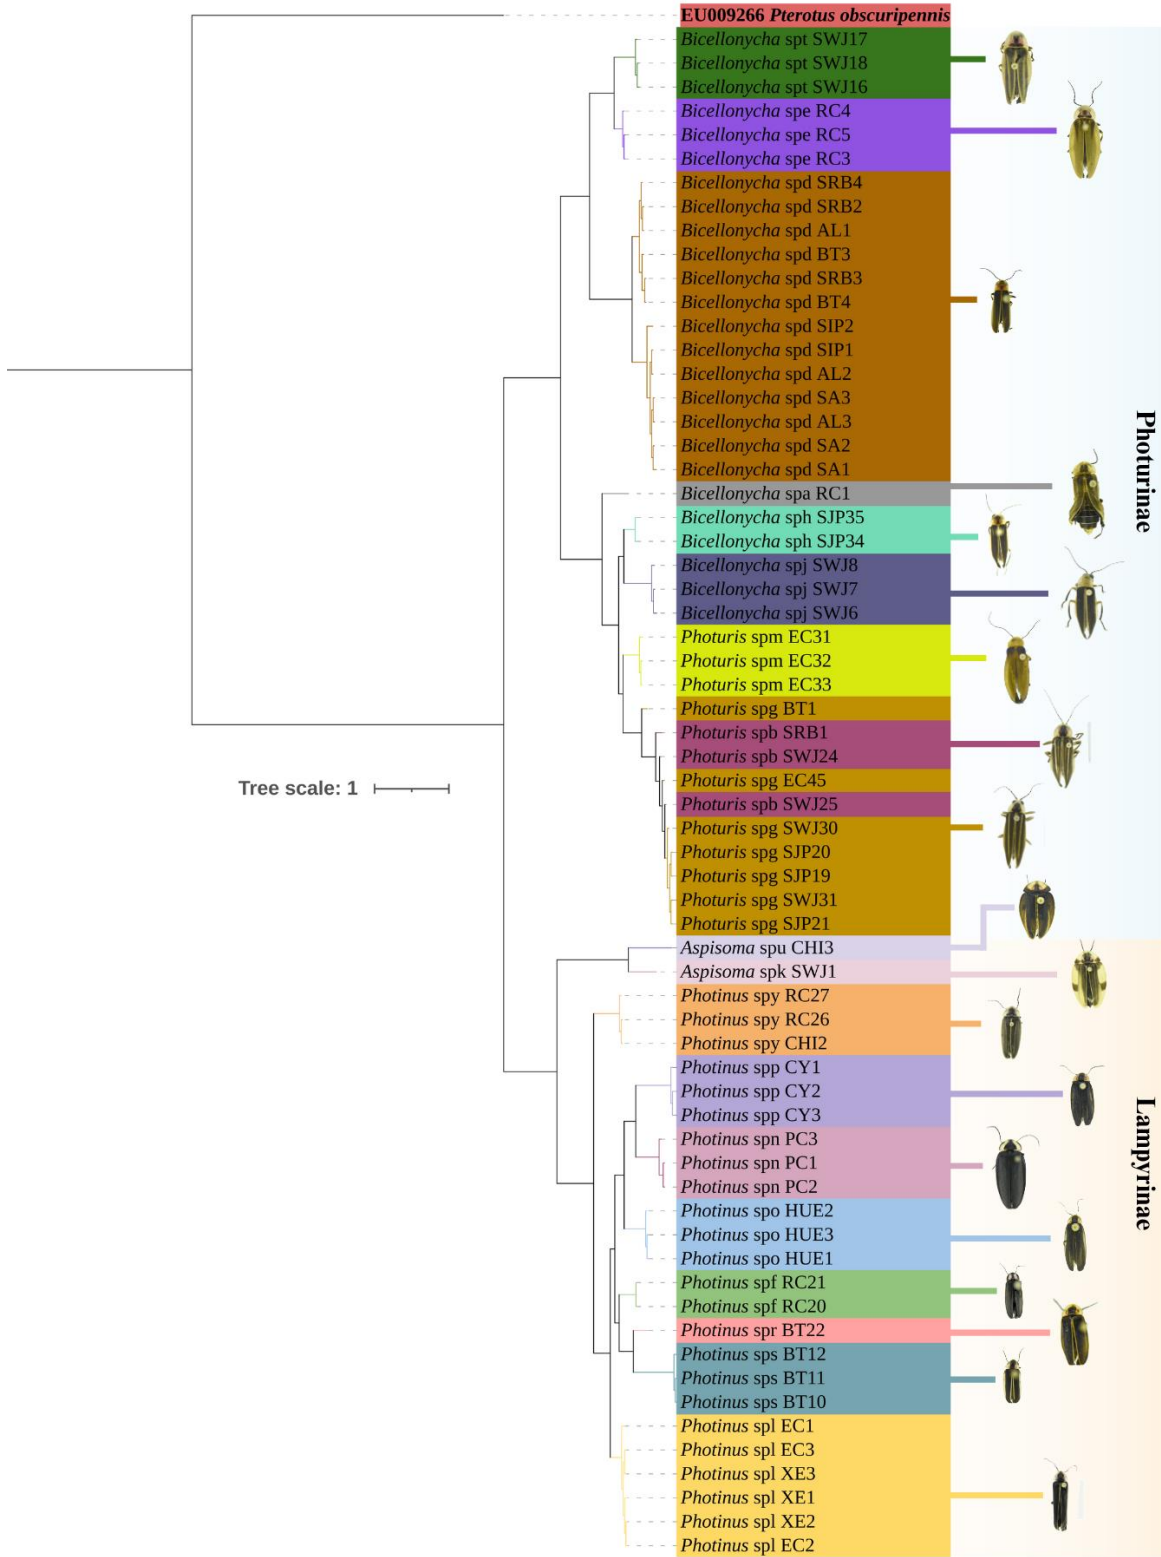 EU009266 Pterotus obscuripennis
Bicellonycha spt SWJ17
Bicellonycha spt SWJ18
Bicellonycha spt SWJ16
Bicellonycha spe RC4
Bicellonycha spe RC5
Bicellonycha spe RC3
Bicellonycha spd SRB4
Bicellonycha spd SRB2
Bicellonycha spd AL1
Bicellonycha spd BT3
Bicellonycha spd SRB3
Bicellonycha spd BT4
Bicellonycha spd SIP2
Bicellonycha spd SIP1
Bicellonycha spd AL2
Bicellonycha spd SA3
Bicellonycha spd AL3
Bicellonycha spd SA2
Bicellonycha spd SA1
Bicellonycha spa RC1
Bicellonycha sph SJP35
Bicellonycha sph SJP34
Bicellonycha spj SWJ8
Bicellonycha spj SWJ7
Bicellonycha spj SWJ6
Photuris spm EC31
Photuris spm EC32
Photuris spm EC33
Photuris spg BT1
Photuris spb SRB1
Photuris spb SWJ24
Photuris spg EC45
Photuris spb SWJ25
Photuris spg SWJ30
Photuris spg SJP20
Photuris spg SJP19
Photuris spg SWJ31
Photuris spg SJP21
Aspisoma spu CHI3
Aspisoma spk SWJ1
Photinus spy RC27
Photinus spy RC26
Photinus spy CHI2
Photinus spp CY1
Photinus spp CY2
Photinus spp CY3
Photinus spn PC3
Photinus spn PC1
Photinus spn PC2
Photinus spo HUE2
Photinus spo HUE3
Photinus spo HUE1
Photinus spf RC21
Photinus spf RC20
Photinus spr BT22
Photinus sps BT12
Photinus sps BT11
Photinus sps BT10
Photinus spl EC1
Photinus spl EC3
Photinus spl XE3
Photinus spl XE1
Photinus spl XE2
Photinus spl EC2
Tree scale: 1
Photurinae
Lampyrinae